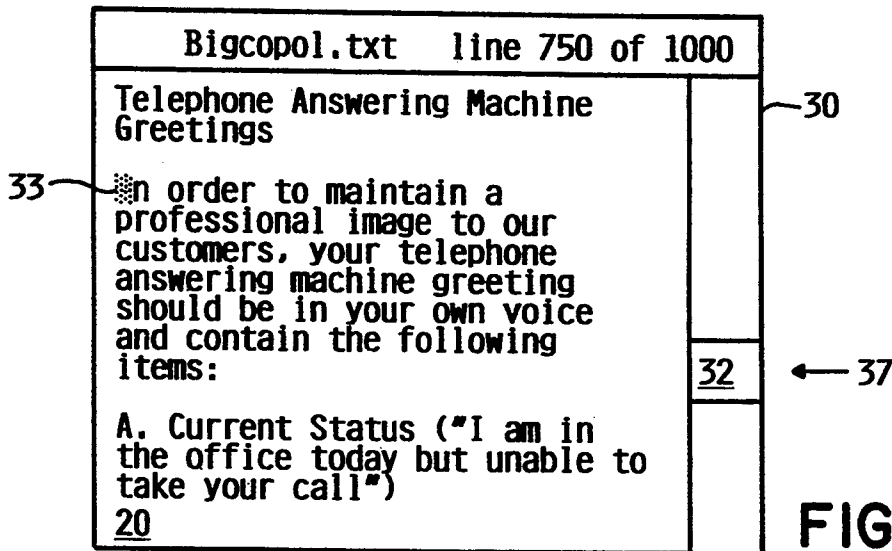 Bigcopol.txt line 750 of 1000
Telephone Answering Machine
Greetings
30
33
n order to maintain a
professional image to our
customers, your telephone
answering machine greeting
should be in your own voice
and contain the following
items:
32
37
A. Current Status ("I am in
the office today but unable to
take your call")
20
FIG